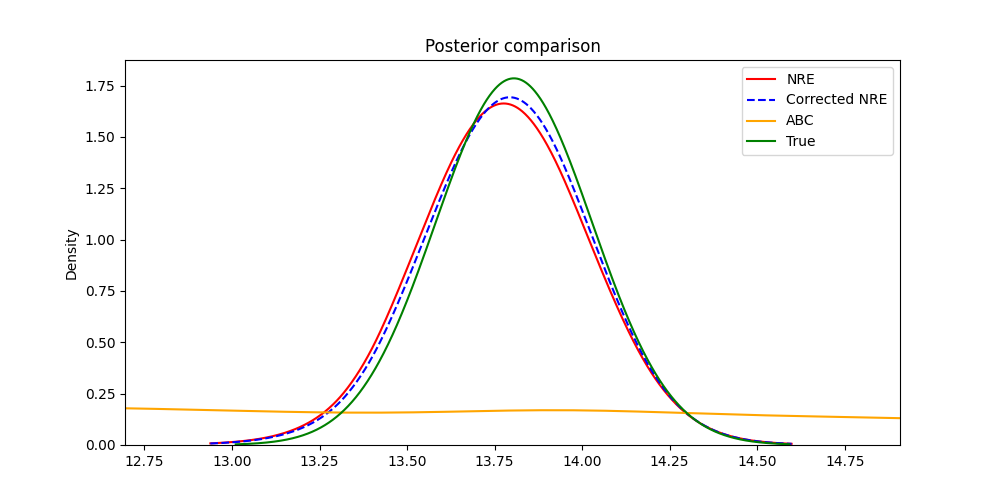 Posterior comparison
NRE
Corrected NRE
ABC
True
Density
1.75
1.50
1.25
1.00
0.75
0.50
0.25
0.00
12.75 13.00 13.25 13.50 13.75 14.00 14.25 14.50 14.75